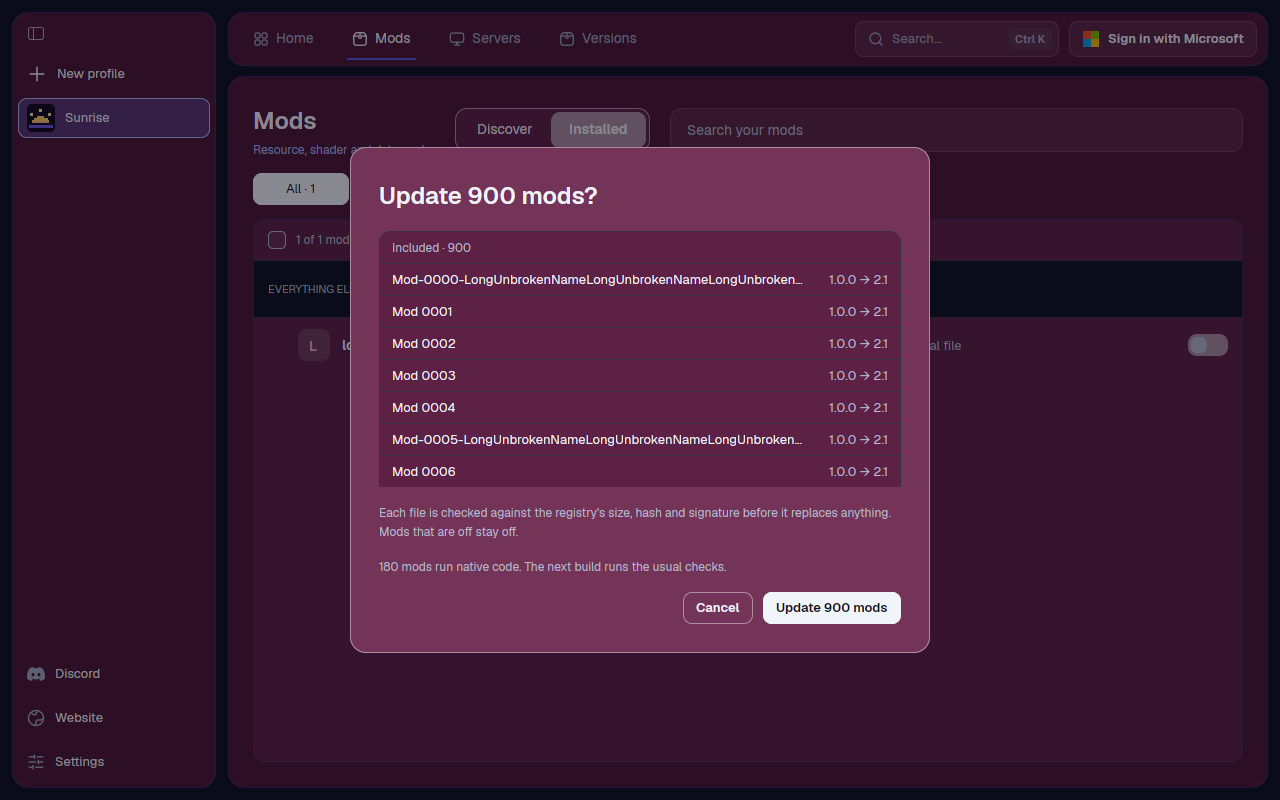 New profile
Sunrise
Discord
Website
Settings
Home
Mods
Servers
Versions
Search...
Ctrl K
Sign in with Microsoft
Mods
Resource, shader
Discover
Installed
Search your mods
All · 1
1 of 1 mod
EVERYTHING EL
L
al file
Update 900 mods?
Included · 900
Mod-0000-LongUnbrokenNameLongUnbrokenNameLongUnbroken... 1.0.0 → 2.1
Mod 0001 1.0.0 → 2.1
Mod 0002 1.0.0 → 2.1
Mod 0003 1.0.0 → 2.1
Mod 0004 1.0.0 → 2.1
Mod-0005-LongUnbrokenNameLongUnbrokenNameLongUnbroken... 1.0.0 → 2.1
Mod 0006 1.0.0 → 2.1
Each file is checked against the registry's size, hash and signature before it replaces anything.
Mods that are off stay off.
180 mods run native code. The next build runs the usual checks.
Cancel
Update 900 mods